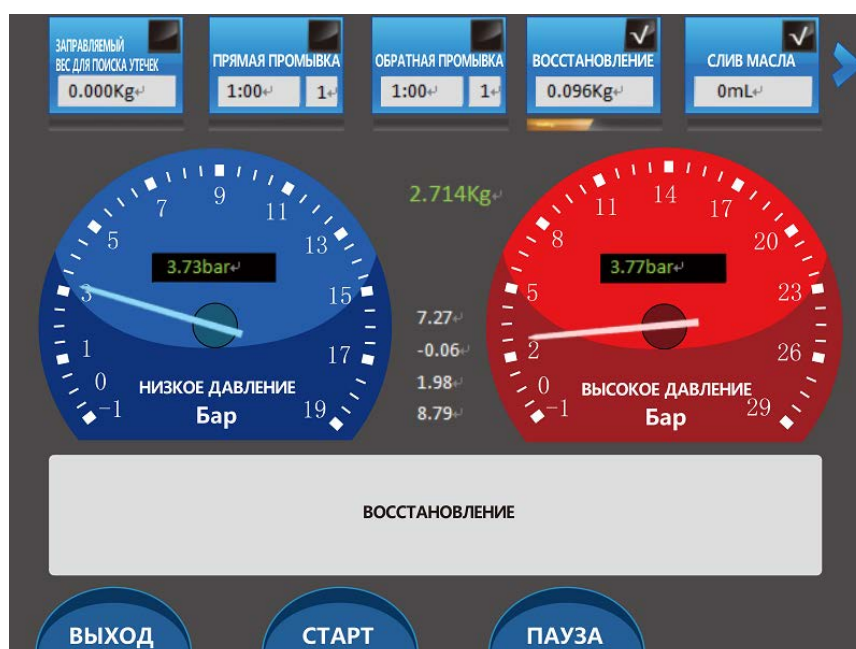 ЗАПРАВЛЯЕМЫЙ
ВЕС ДЛЯ ПОИСКА УТЕЧЕК
0.000Kg
ПРЯМАЯ ПРОМЫВКА
1:00 1
ОБРАТНАЯ ПРОМЫВКА
1:00 1
ВОССТАНОВЛЕНИЕ
0.096Kg
СЛИВ МАСЛА
0mL
-1 0 1 3 5 7 9 11 13 15 17 19
3.73bar
НИЗКОЕ ДАВЛЕНИЕ
Бар
2.714Kg
7.27
-0.06
1.98
8.79
-1 0 2 5 8 11 14 17 20 23 26 29
3.77bar
ВЫСОКОЕ ДАВЛЕНИЕ
Бар
ВОССТАНОВЛЕНИЕ
ВЫХОД
СТАРТ
ПАУЗА